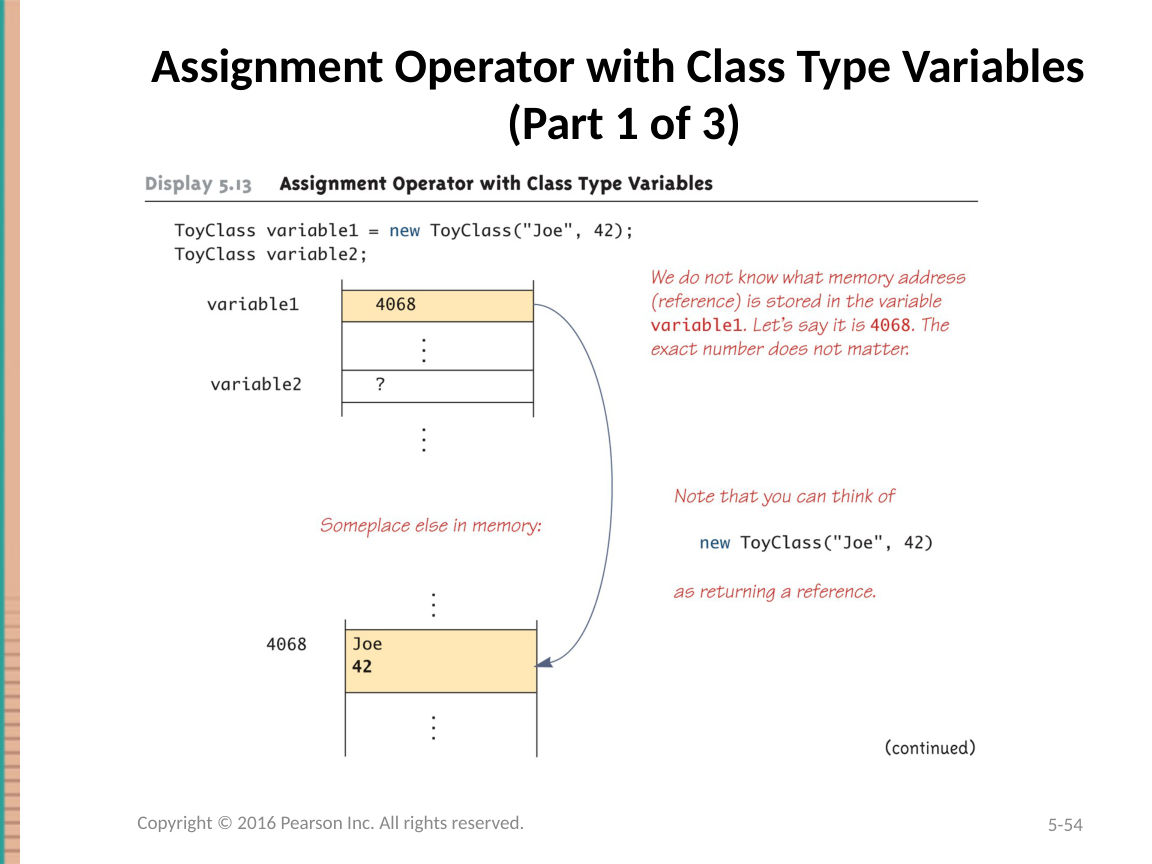 Assignment Operator with Class Type Variables
(Part 1 of 3)
Display 5.13 Assignment Operator with Class Type Variables
ToyClass variable1 = new ToyClass("Joe", 42);
ToyClass variable2;
We do not know what memory address
(reference) is stored in the variable
variable1. Let's say it is 4068. The
exact number does not matter.
variable1 4068
variable2 ?
Someplace else in memory:
Note that you can think of
new ToyClass("Joe", 42)
as returning a reference.
4068 Joe
42
(continued)
Copyright © 2016 Pearson Inc. All rights reserved.
5-54